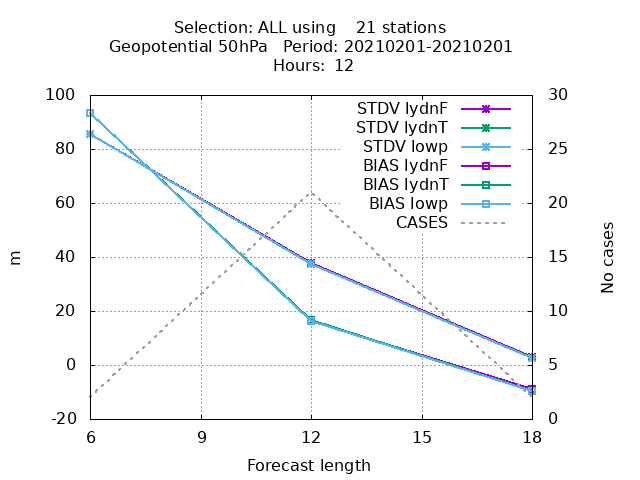 Selection: ALL using    21 stations
Geopotential 50hPa   Period: 20210201-20210201
Hours: 12
100
80
60
40
20
0
-20
m
STDV lydnF
STDV lydnT
STDV lowp
BIAS lydnF
BIAS lydnT
BIAS lowp
CASES
30
25
20
15
10
5
0
No cases
6
9
12
15
18
Forecast length